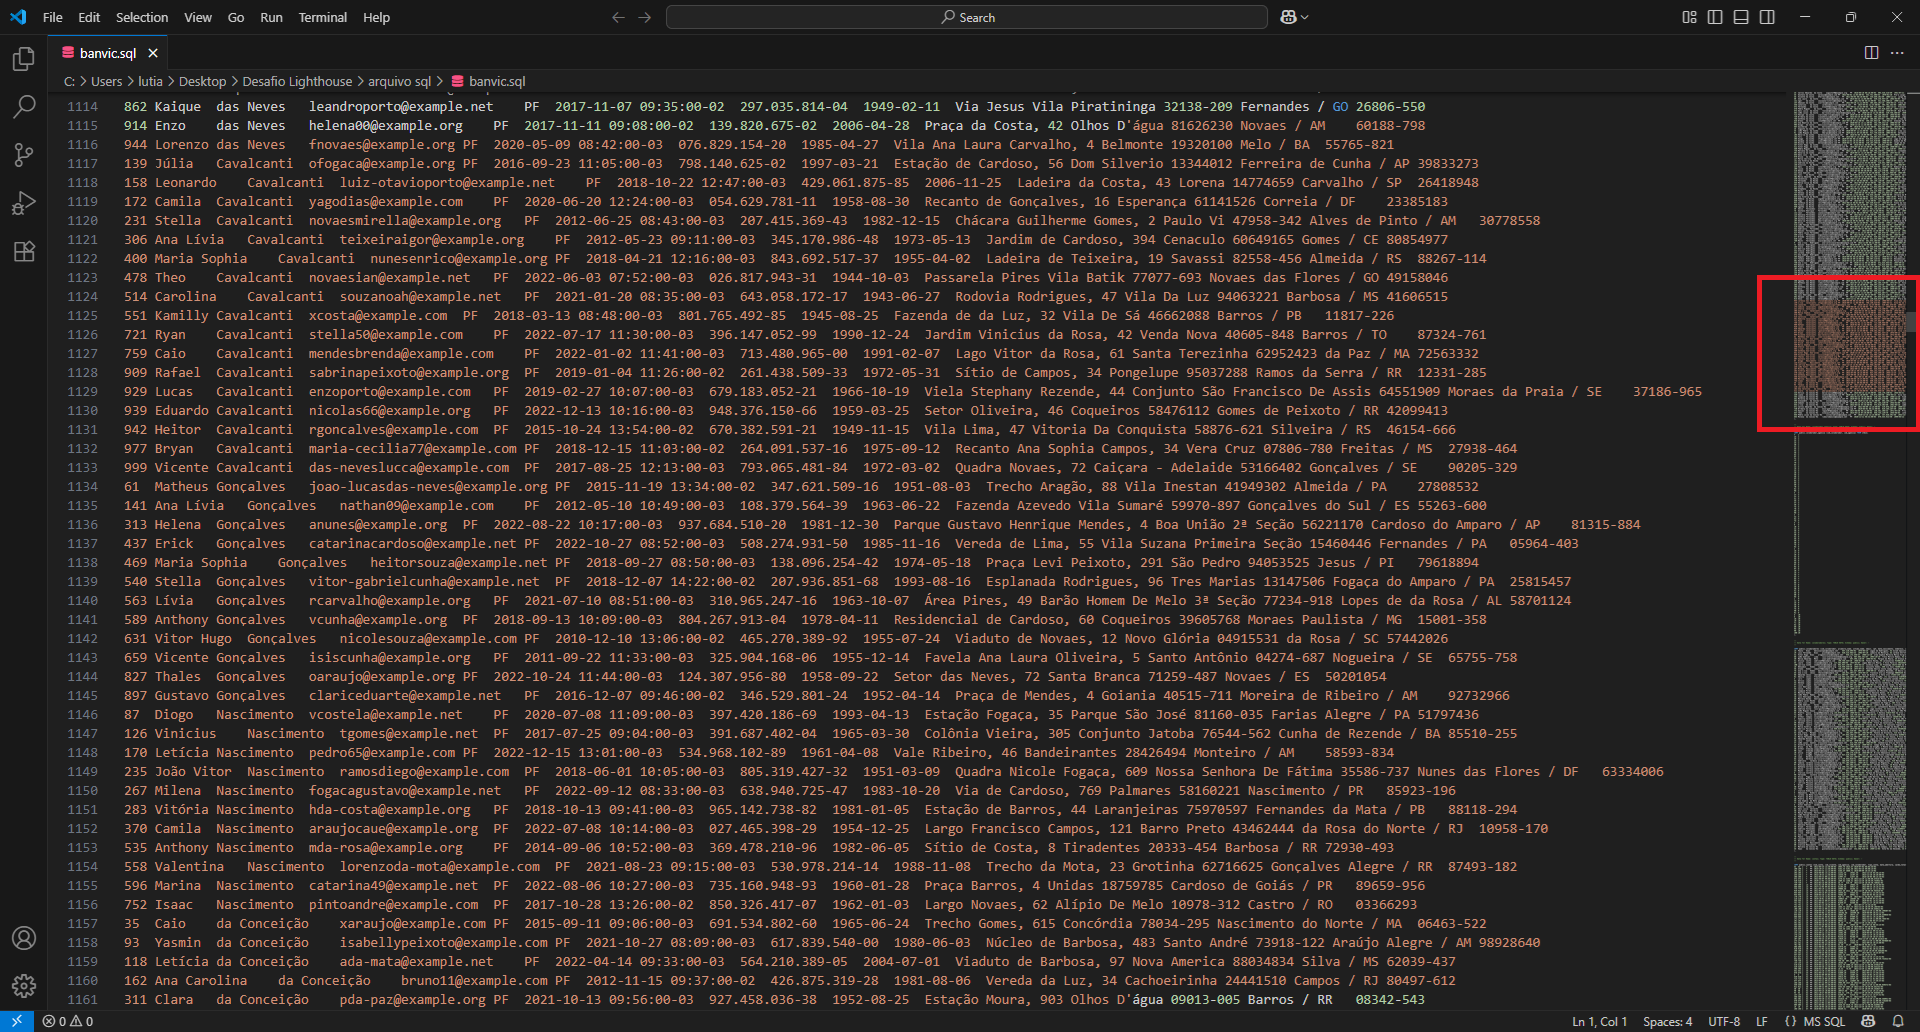 File Edit Selection View Go Run Terminal Help
Search
banvic.sql
C: > Users > lutia > Desktop > Desafio Lighthouse > arquivo sql > banvic.sql
1114 862 Kaique das Neves leandroporto@example.net PF 2017-11-07 09:35:00-02 297.035.814-04 1949-02-11 Via Jesus Vila Piratininga 32138-209 Fernandes / GO 26806-550
1115 914 Enzo das Neves helena00@example.org PF 2017-11-11 09:08:00-02 139.820.675-02 2006-04-28 Praça da Costa, 42 Olhos D'água 81626230 Novaes / AM 60188-798
1116 944 Lorenzo das Neves fnovaes@example.org PF 2020-05-09 08:42:00-03 076.829.154-20 1985-04-27 Vila Ana Laura Carvalho, 4 Belmonte 19320100 Melo / BA 55765-821
1117 139 Júlia Cavalcanti ofogaca@example.org PF 2016-09-23 11:05:00-03 798.140.625-02 1997-03-21 Estação de Cardoso, 56 Dom Silverio 13344012 Ferreira de Cunha / AP 39833273
1118 158 Leonardo Cavalcanti luiz-otavioporto@example.net PF 2018-10-22 12:47:00-03 429.061.875-85 2006-11-25 Ladeira da Costa, 43 Lorena 14774659 Carvalho / SP 26418948
1119 172 Camila Cavalcanti yagodias@example.com PF 2020-06-20 12:24:00-03 054.629.781-11 1958-08-30 Recanto de Gonçalves, 16 Esperança 61141526 Correia / DF 23385183
1120 231 Stella Cavalcanti novaesmirella@example.org PF 2012-06-25 08:43:00-03 207.415.369-43 1982-12-15 Chácara Guilherme Gomes, 2 Paulo Vi 47958-342 Alves de Pinto / AM 30778558
1121 306 Ana Lívia Cavalcanti teixeiraigor@example.org PF 2012-05-23 09:11:00-03 345.170.986-48 1973-05-13 Jardim de Cardoso, 394 Cenaculo 60649165 Gomes / CE 80854977
1122 400 Maria Sophia Cavalcanti nunesenrico@example.org PF 2018-04-21 12:16:00-03 843.692.517-37 1955-04-02 Ladeira de Teixeira, 19 Savassi 82558-456 Almeida / RS 88267-114
1123 478 Theo Cavalcanti novaesian@example.net PF 2022-06-03 07:52:00-03 026.817.943-31 1944-10-03 Passarela Pires Vila Batik 77077-693 Novaes das Flores / GO 49158046
1124 514 Carolina Cavalcanti souzanoah@example.net PF 2021-01-20 08:35:00-03 643.058.172-17 1943-06-27 Rodovia Rodrigues, 47 Vila Da Luz 94063221 Barbosa / MS 41606515
1125 551 Kamilly Cavalcanti xcosta@example.com PF 2018-03-13 08:48:00-03 801.765.492-85 1945-08-25 Fazenda de da Luz, 32 Vila De Sá 46662088 Barros / PB 11817-226
1126 721 Ryan Cavalcanti stella50@example.com PF 2022-07-17 11:30:00-03 396.147.052-99 1990-12-24 Jardim Vinicius da Rosa, 42 Venda Nova 40605-848 Barros / TO 87324-761
1127 759 Caio Cavalcanti mendesbrenda@example.com PF 2022-01-02 11:41:00-03 713.480.965-00 1991-02-07 Lago Vitor da Rosa, 61 Santa Terezinha 62952423 da Paz / MA 72563332
1128 909 Rafael Cavalcanti sabrinapeixoto@example.org PF 2019-01-04 11:26:00-02 261.438.509-33 1972-05-31 Sítio de Campos, 34 Pongelupe 95037288 Ramos da Serra / RR 12331-285
1129 929 Lucas Cavalcanti enzoporto@example.com PF 2019-02-27 10:07:00-03 679.183.052-21 1966-10-19 Viela Stephany Rezende, 44 Conjunto São Francisco De Assis 64551909 Moraes da Praia / SE 37186-965
1130 939 Eduardo Cavalcanti nicolas66@example.org PF 2022-12-13 10:16:00-03 948.376.150-66 1959-03-25 Setor Oliveira, 46 Coqueiros 58476112 Gomes de Peixoto / RR 42099413
1131 942 Heitor Cavalcanti rgoncalves@example.com PF 2015-10-24 13:54:00-02 670.382.591-21 1949-11-15 Vila Lima, 47 Vitoria Da Conquista 58876-621 Silveira / RS 46154-666
1132 977 Bryan Cavalcanti maria-cecilia77@example.com PF 2018-12-15 11:03:00-02 264.091.537-16 1975-09-12 Recanto Ana Sophia Campos, 34 Vera Cruz 07806-780 Freitas / MS 27938-464
1133 999 Vicente Cavalcanti das-neveslucca@example.com PF 2017-08-25 12:13:00-03 793.065.481-84 1972-03-02 Quadra Novaes, 72 Caiçara - Adelaide 53166402 Gonçalves / SE 90205-329
1134 61 Matheus Gonçalves joao-lucasdas-neves@example.org PF 2015-11-19 13:34:00-02 347.621.509-16 1951-08-03 Trecho Aragão, 88 Vila Inestan 41949302 Almeida / PA 27808532
1135 141 Ana Lívia Gonçalves nathan09@example.com PF 2012-05-10 10:49:00-03 108.379.564-39 1963-06-22 Fazenda Azevedo Vila Sumaré 59970-897 Gonçalves do Sul / ES 55263-600
1136 313 Helena Gonçalves anunes@example.org PF 2022-08-22 10:17:00-03 937.684.510-20 1981-12-30 Parque Gustavo Henrique Mendes, 4 Boa União 2ª Seção 56221170 Cardoso do Amparo / AP 81315-884
1137 437 Erick Gonçalves catarinacardoso@example.net PF 2022-10-27 08:52:00-03 508.274.931-50 1985-11-16 Vereda de Lima, 55 Vila Suzana Primeira Seção 15460446 Fernandes / PA 05964-403
1138 469 Maria Sophia Gonçalves heitorsouza@example.net PF 2018-09-27 08:50:00-03 138.096.254-42 1974-05-18 Praça Levi Peixoto, 291 São Pedro 94053525 Jesus / PI 79618894
1139 540 Stella Gonçalves vitor-gabrielcunha@example.net PF 2018-12-07 14:22:00-02 207.936.851-68 1993-08-16 Esplanada Rodrigues, 96 Tres Marias 13147506 Fogaça do Amparo / PA 25815457
1140 563 Lívia Gonçalves rcarvalho@example.org PF 2021-07-10 08:51:00-03 310.965.247-16 1963-10-07 Área Pires, 49 Barão Homem De Melo 3ª Seção 77234-918 Lopes de da Rosa / AL 58701124
1141 589 Anthony Gonçalves vcunha@example.org PF 2018-09-13 10:09:00-03 804.267.913-04 1978-04-11 Residencial de Cardoso, 60 Coqueiros 39605768 Moraes Paulista / MG 15001-358
1142 631 Vitor Hugo Gonçalves nicolesouza@example.com PF 2010-12-10 13:06:00-02 465.270.389-92 1955-07-24 Viaduto de Novaes, 12 Novo Glória 04915531 da Rosa / SC 57442026
1143 659 Vicente Gonçalves isiscunha@example.org PF 2011-09-22 11:33:00-03 325.904.168-06 1955-12-14 Favela Ana Laura Oliveira, 5 Santo Antônio 04274-687 Nogueira / SE 65755-758
1144 827 Thales Gonçalves oaraujo@example.org PF 2022-10-24 11:44:00-03 124.307.956-80 1958-09-22 Setor das Neves, 72 Santa Branca 71259-487 Novaes / ES 50201054
1145 897 Gustavo Gonçalves clariceduarte@example.net PF 2016-12-07 09:46:00-02 346.529.801-24 1952-04-14 Praça de Mendes, 4 Goiania 40515-711 Moreira de Ribeiro / AM 92732966
1146 87 Diogo Nascimento vcostela@example.net PF 2020-07-08 11:09:00-03 397.420.186-69 1993-04-13 Estação Fogaça, 35 Parque São José 81160-035 Farias Alegre / PA 51797436
1147 126 Vinicius Nascimento tgomes@example.net PF 2017-07-25 09:04:00-03 391.687.402-04 1965-03-30 Colônia Vieira, 305 Conjunto Jatoba 76544-562 Cunha de Rezende / BA 85510-255
1148 170 Letícia Nascimento pedro65@example.com PF 2022-12-15 13:01:00-03 534.968.102-89 1961-04-08 Vale Ribeiro, 46 Bandeirantes 28426494 Monteiro / AM 58593-834
1149 235 João Vitor Nascimento ramosdiego@example.com PF 2018-06-01 10:05:00-03 805.319.427-32 1951-03-09 Quadra Nicole Fogaça, 609 Nossa Senhora De Fátima 35586-737 Nunes das Flores / DF 63334006
1150 267 Milena Nascimento fogacagustavo@example.net PF 2022-09-12 08:33:00-03 638.940.725-47 1983-10-20 Via de Cardoso, 769 Palmares 58160221 Nascimento / PR 85923-196
1151 283 Vitória Nascimento hda-costa@example.org PF 2018-10-13 09:41:00-03 965.142.738-82 1981-01-05 Estação de Barros, 44 Laranjeiras 75970597 Fernandes da Mata / PB 88118-294
1152 370 Camila Nascimento araujocaue@example.org PF 2022-07-08 10:14:00-03 027.465.398-29 1954-12-25 Largo Francisco Campos, 121 Barro Preto 43462444 da Rosa do Norte / RJ 10958-170
1153 535 Anthony Nascimento mda-rosa@example.org PF 2014-09-06 10:52:00-03 369.478.210-96 1982-06-05 Sítio de Costa, 8 Tiradentes 20333-454 Barbosa / RR 72930-493
1154 558 Valentina Nascimento lorenzoda-mota@example.com PF 2021-08-23 09:15:00-03 530.978.214-14 1988-11-08 Trecho da Mota, 23 Grotinha 62716625 Gonçalves Alegre / RR 87493-182
1155 596 Marina Nascimento catarina49@example.net PF 2022-08-06 10:27:00-03 735.160.948-93 1960-01-28 Praça Barros, 4 Unidas 18759785 Cardoso de Goiás / PR 89659-956
1156 752 Isaac Nascimento pintoandre@example.com PF 2017-10-28 13:26:00-02 850.326.417-07 1962-01-03 Largo Novaes, 62 Alípio De Melo 10978-312 Castro / RO 03366293
1157 35 Caio da Conceição xaraujo@example.com PF 2015-09-11 09:06:00-03 691.534.802-60 1965-06-24 Trecho Gomes, 615 Concórdia 78034-295 Nascimento do Norte / MA 06463-522
1158 93 Yasmin da Conceição isabellypeixoto@example.com PF 2021-10-27 08:09:00-03 617.839.540-00 1980-06-03 Núcleo de Barbosa, 483 Santo André 73918-122 Araújo Alegre / AM 98928640
1159 118 Letícia da Conceição ada-mata@example.net PF 2022-04-14 09:33:00-03 564.210.389-05 2004-07-01 Viaduto de Barbosa, 97 Nova America 88034834 Silva / MS 62039-437
1160 162 Ana Carolina da Conceição bruno11@example.com PF 2012-11-15 09:37:00-02 426.875.319-28 1981-08-06 Vereda da Luz, 34 Cachoeirinha 24441510 Campos / RJ 80497-612
1161 311 Clara da Conceição pda-paz@example.org PF 2021-10-13 09:56:00-03 927.458.036-38 1952-08-25 Estação Moura, 903 Olhos D'água 09013-005 Barros / RR 08342-543
0 0 Ln 1, Col 1 Spaces: 4 UTF-8 LF {} MS SQL